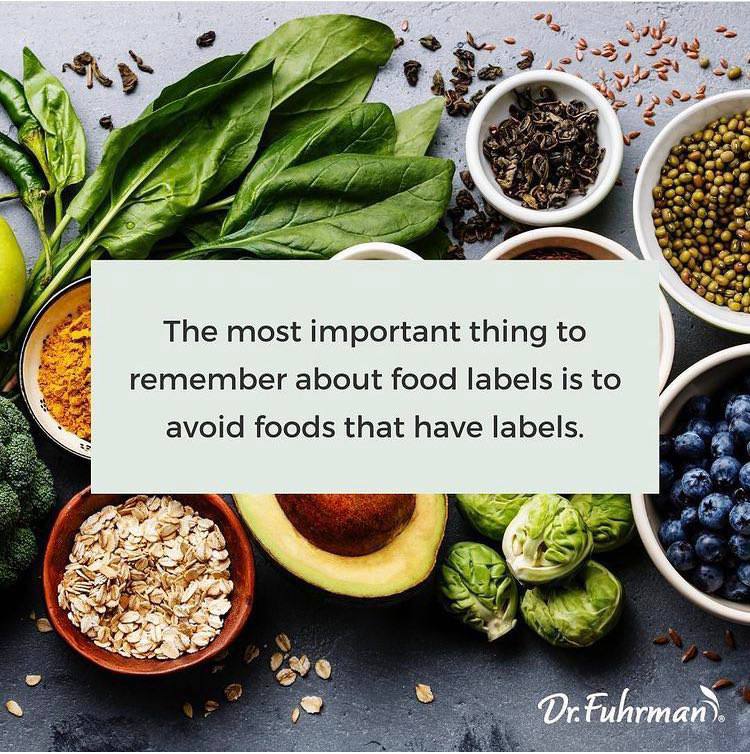 The most important thing to
remember about food labels is to
avoid foods that have labels.
Dr.Fuhrman®